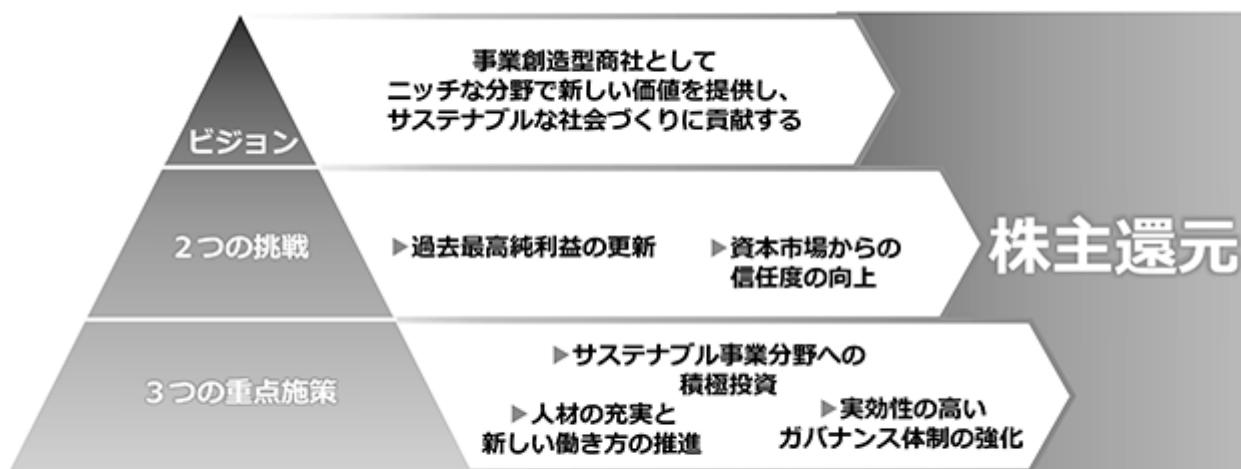 事業創造型商社として
ニッチな分野で新しい価値を提供し、
サステナブルな社会づくりに貢献する
ビジョン
２つの挑戦
▶過去最高純利益の更新
▶資本市場からの
信任度の向上
株主還元
３つの重点施策
▶サステナブル事業分野への
積極投資
▶人材の充実と
新しい働き方の推進
▶実効性の高い
ガバナンス体制の強化